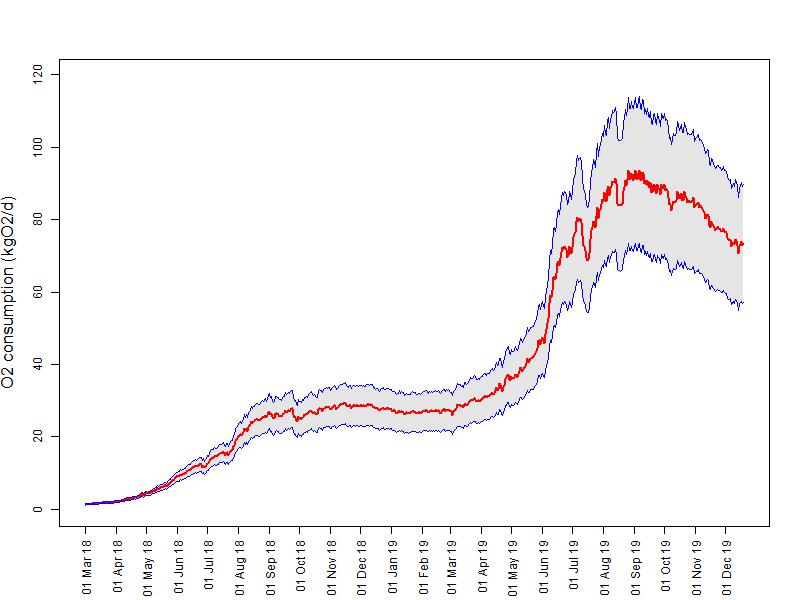 O2 consumption (kgO2/d)
120
100
80
60
40
20
0
01 Mar 18
01 Apr 18
01 May 18
01 Jun 18
01 Jul 18
01 Aug 18
01 Sep 18
01 Oct 18
01 Nov 18
01 Dec 18
01 Jan 19
01 Feb 19
01 Mar 19
01 Apr 19
01 May 19
01 Jun 19
01 Jul 19
01 Aug 19
01 Sep 19
01 Oct 19
01 Nov 19
01 Dec 19